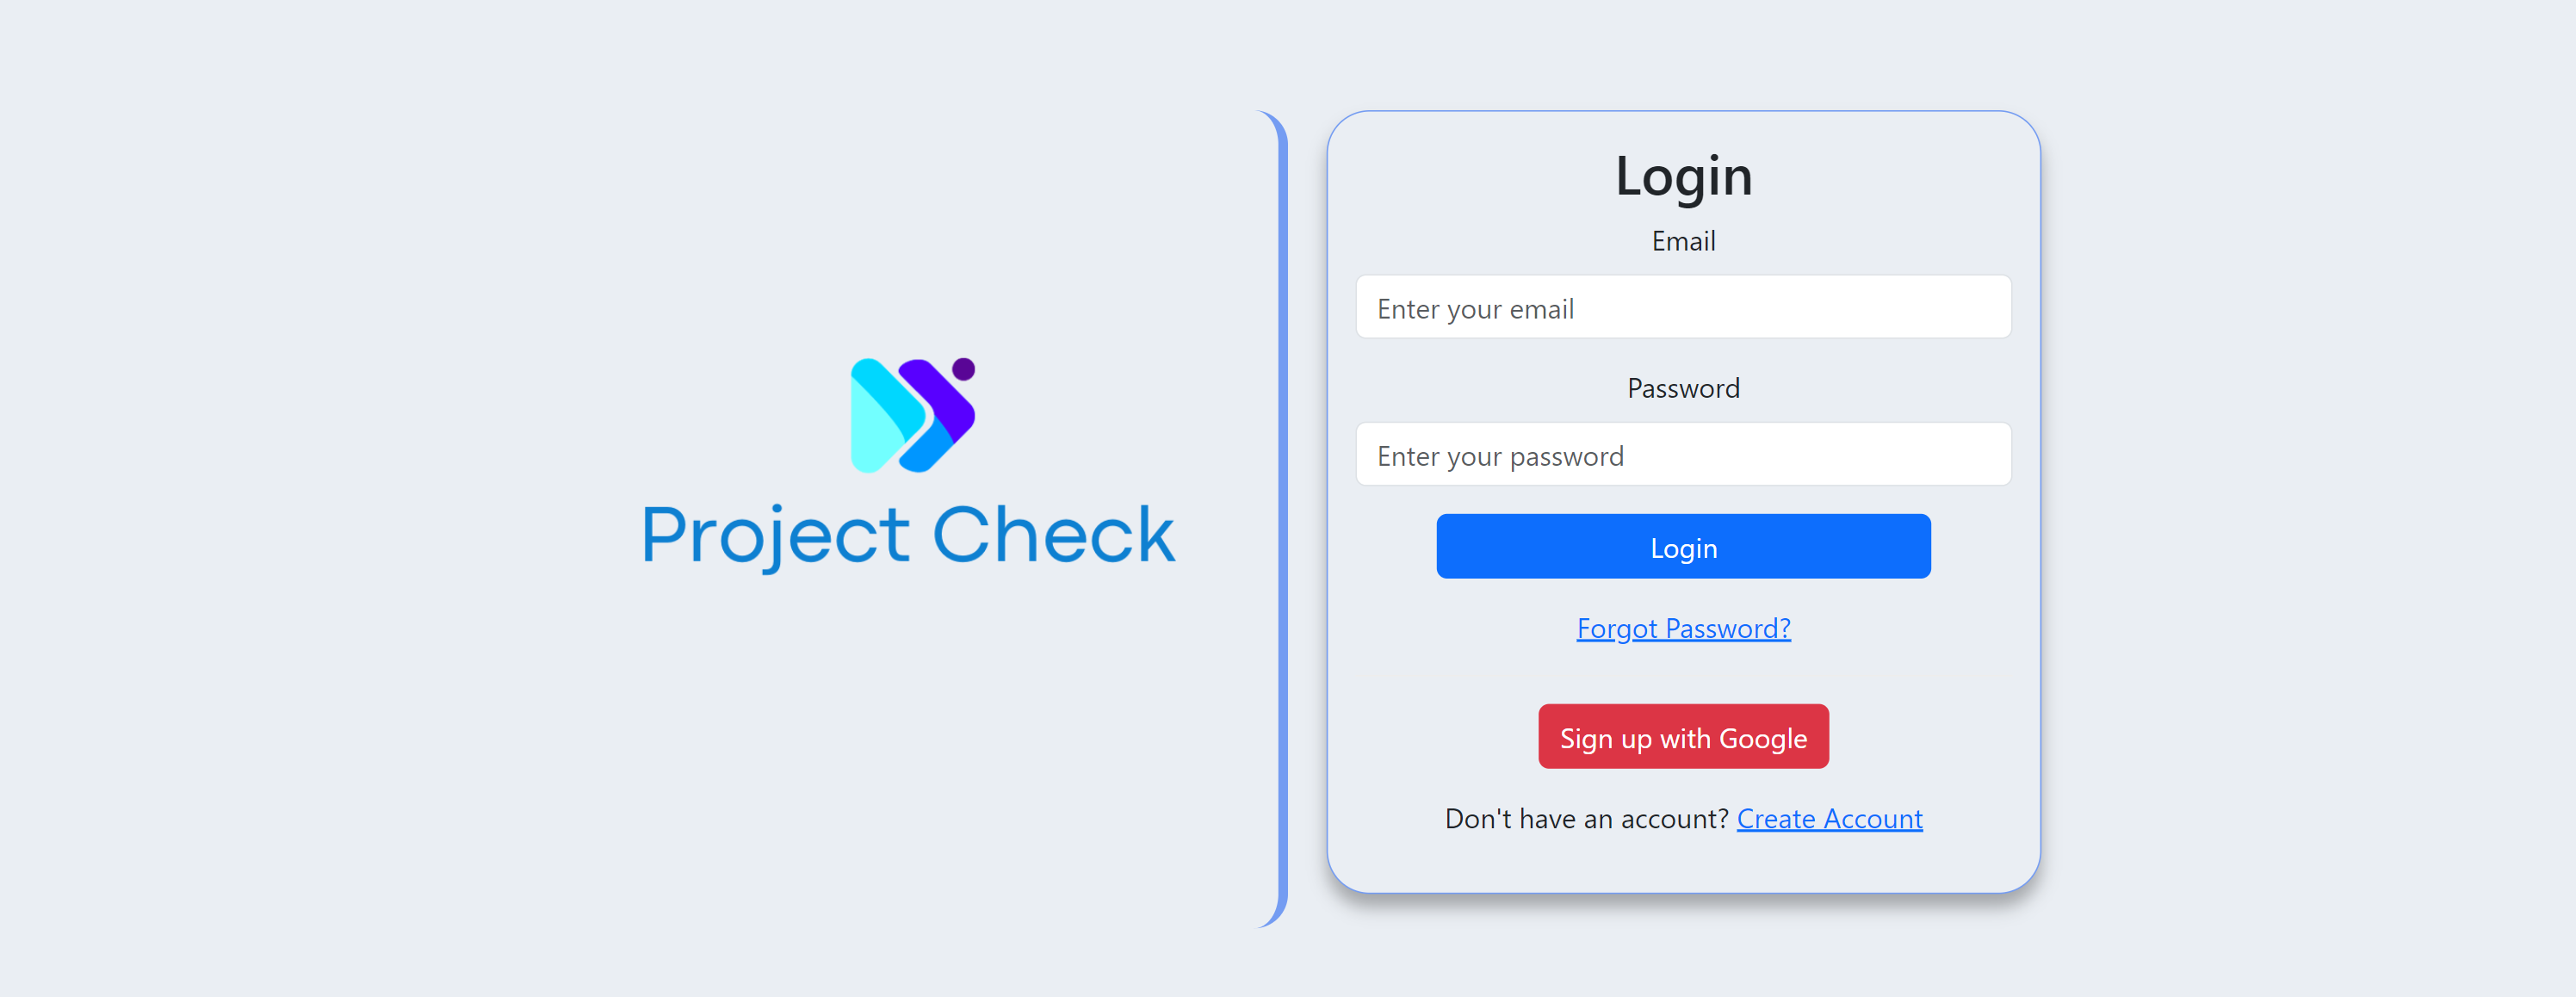 Project Check
Login
Email
Enter your email
Password
Enter your password
Login
Forgot Password?
Sign up with Google
Don't have an account? Create Account